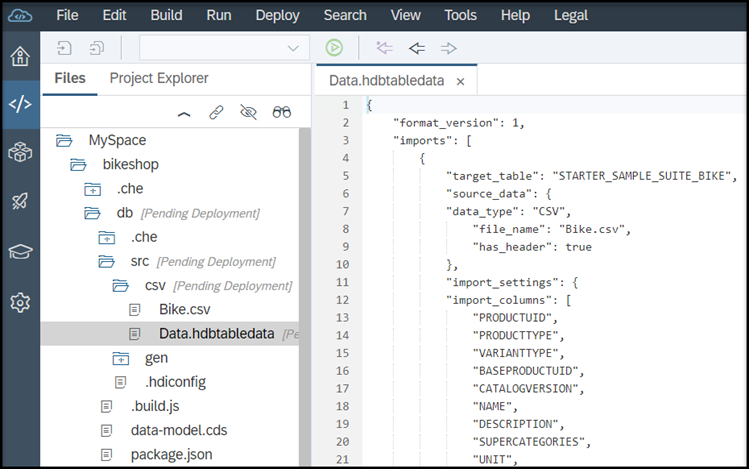 File Edit Build Run Deploy Search View Tools Help Legal
Files Project Explorer
MySpace
bikeshop
.che
db [Pending Deployment]
.che
src [Pending Deployment]
csv [Pending Deployment]
Bike.csv
Data.hdbtabledata [Pe
gen
.hdiconfig
.build.js
data-model.cds
package.json
Data.hdbtabledata ×
1 {
2 "format_version": 1,
3 "imports": [
4 {
5 "target_table": "STARTER_SAMPLE_SUITE_BIKE",
6 "source_data": {
7 "data_type": "CSV",
8 "file_name": "Bike.csv",
9 "has_header": true
10 },
11 "import_settings": {
12 "import_columns": [
13 "PRODUCTUID",
14 "PRODUCTTYPE",
15 "VARIANTTYPE",
16 "BASEPRODUCTUID",
17 "CATALOGVERSION",
18 "NAME",
19 "DESCRIPTION",
20 "SUPERCATEGORIES",
21 "UNIT",